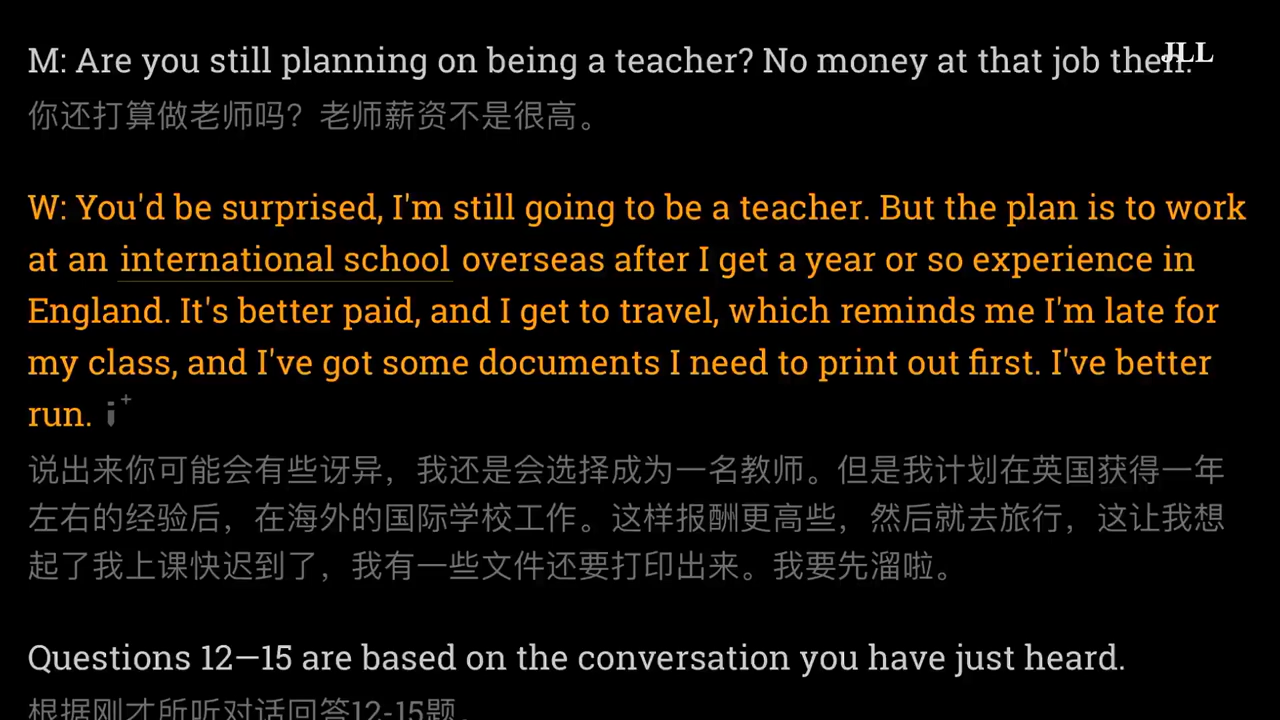 M: Are you still planning on being a teacher? No money at that job then.
JLL
你还打算做老师吗？老师薪资不是很高。
W: You'd be surprised, I'm still going to be a teacher. But the plan is to work
at an international school overseas after I get a year or so experience in
England. It's better paid, and I get to travel, which reminds me I'm late for
my class, and I've got some documents I need to print out first. I've better
run.
说出来你可能会有些讶异，我还是会选择成为一名教师。但是我计划在英国获得一年
左右的经验后，在海外的国际学校工作。这样报酬更高些，然后就去旅行，这让我想
起了我上课快迟到了，我有一些文件还要打印出来。我要先溜啦。
Questions 12—15 are based on the conversation you have just heard.
根据刚才所听对话回答12-15题。